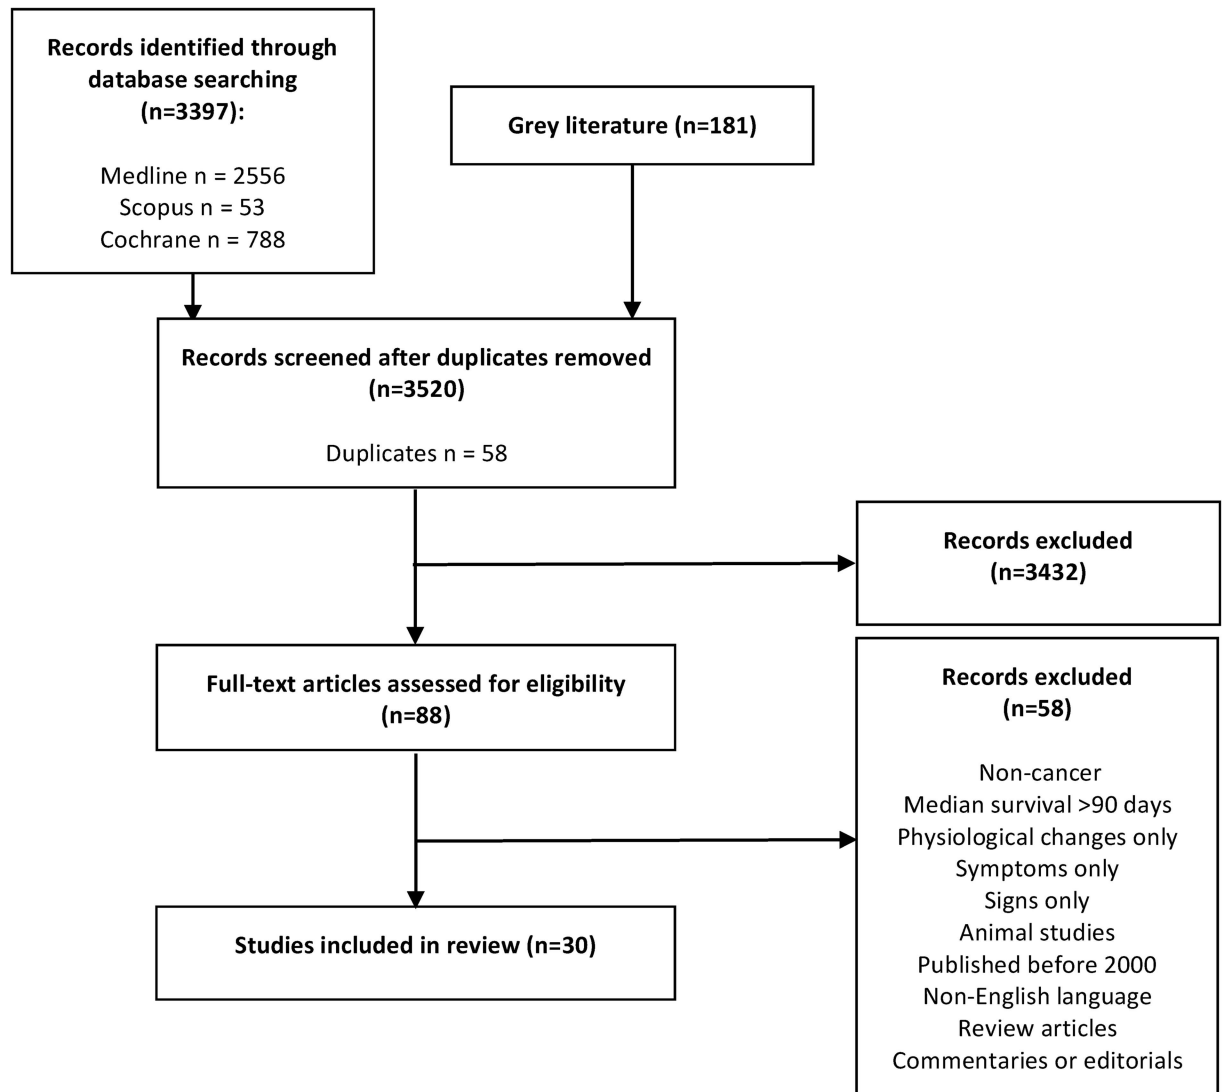 Records identified through
database searching
(n=3397):
Medline n = 2556
Scopus n = 53
Cochrane n = 788
Grey literature (n=181)
Records screened after duplicates removed
(n=3520)
Duplicates n = 58
Records excluded
(n=3432)
Full-text articles assessed for eligibility
(n=88)
Records excluded
(n=58)
Non-cancer
Median survival >90 days
Physiological changes only
Symptoms only
Signs only
Animal studies
Published before 2000
Non-English language
Review articles
Commentaries or editorials
Studies included in review (n=30)